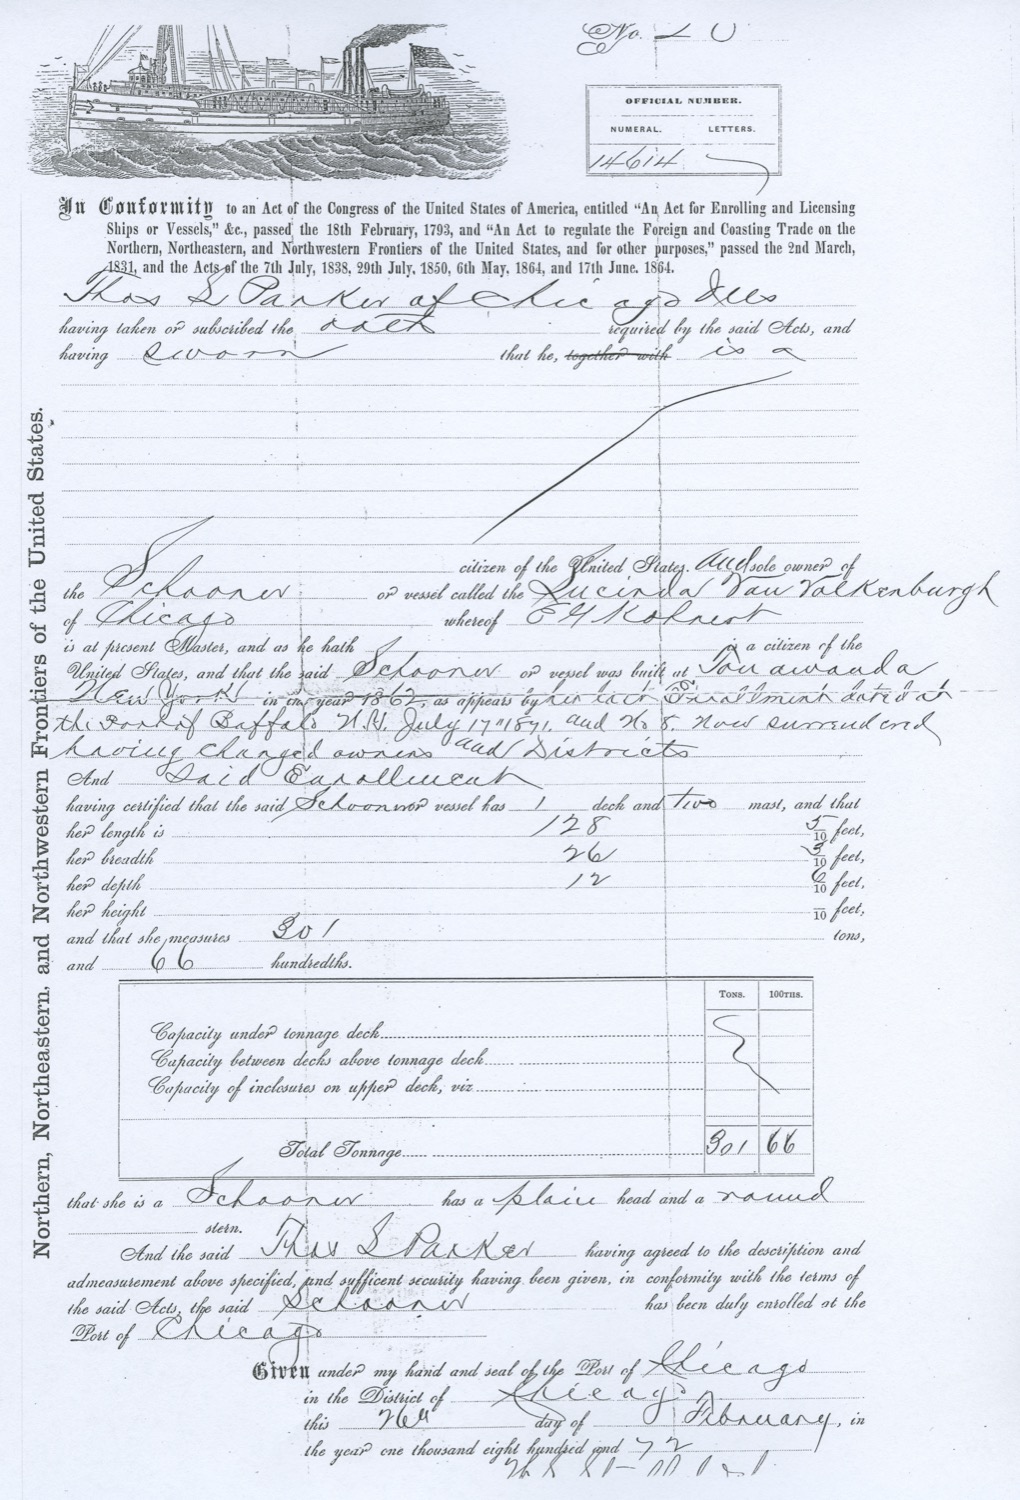 No. 20
OFFICIAL NUMBER.
NUMERAL. LETTERS.
14614
In Conformity to an Act of the Congress of the United States of America, entitled "An Act for Enrolling and Licensing
Ships or Vessels," &c., passed the 18th February, 1793, and "An Act to regulate the Foreign and Coasting Trade on the
Northern, Northeastern, and Northwestern Frontiers of the United States, and for other purposes," passed the 2nd March,
1831, and the Acts of the 7th July, 1838, 29th July, 1850, 6th May, 1864, and 17th June. 1864.
Thos S Parker of Chicago Ills
having taken or subscribed the oath required by the said Acts, and
having sworn that he, together with is a
citizen of the United States. and sole owner of
the Schooner or vessel called the Lucinda Van Valkenburgh
of Chicago whereof E G
is at present Master, and as he hath is a citizen of the
United States, and that the said Schooner or vessel was built at Tonawanda
New York in the year 1862, as appears by her last P. Enrollment dated at
the Port of Buffalo N.Y. July 17" 1871. and No 8. Now surrendered
having changed owners and Districts
And Said Enrollment
having certified that the said Schooner or vessel has 1 deck and two mast, and that
her length is 128 5/10 feet,
her breadth 26 3/10 feet,
her depth 12 6/10 feet,
her height /10 feet,
and that she measures 301 tons,
and 66 hundredths.
TONS. 100THS.
Capacity under tonnage deck
Capacity between decks above tonnage deck
Capacity of inclosures on upper deck, viz
Total Tonnage 301 66
that she is a Schooner has a plain head and a round
stern.
And the said Thos S Parker having agreed to the description and
admeasurement above specified, and sufficent security having been given, in conformity with the terms of
the said Acts, the said Schooner has been duly enrolled at the
Port of Chicago
Given under my hand and seal of the Port of Chicago
in the District of Chicago
this 26th day of February, in
the year one thousand eight hundred and 72
Northern, Northeastern, and Northwestern Frontiers of the United States.